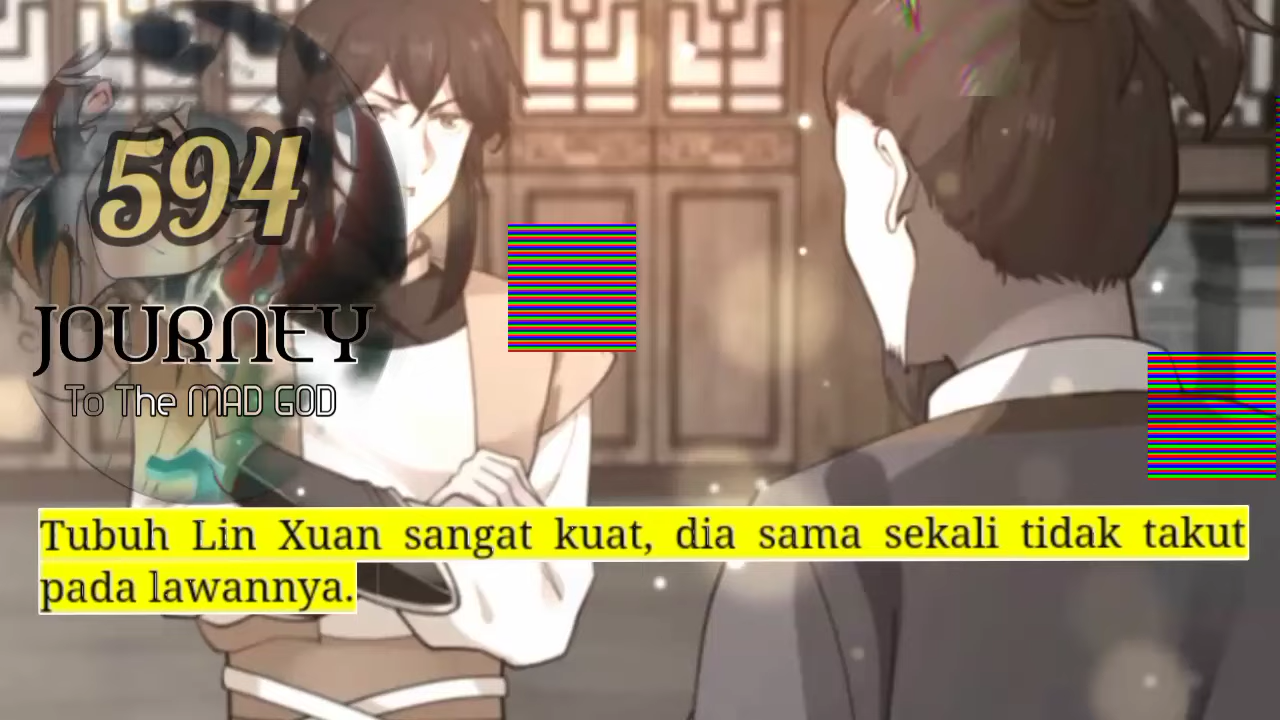 594
JOURNEY
To The MAD GOD
Tubuh Lin Xuan sangat kuat, dia sama sekali tidak takut
pada lawannya.